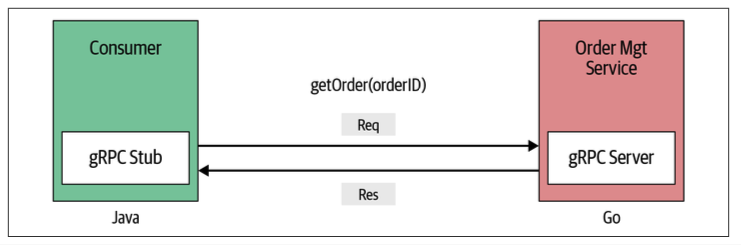 Consumer
Order Mgt
Service
getOrder(orderID)
Req
gRPC Stub
gRPC Server
Res
Java
Go